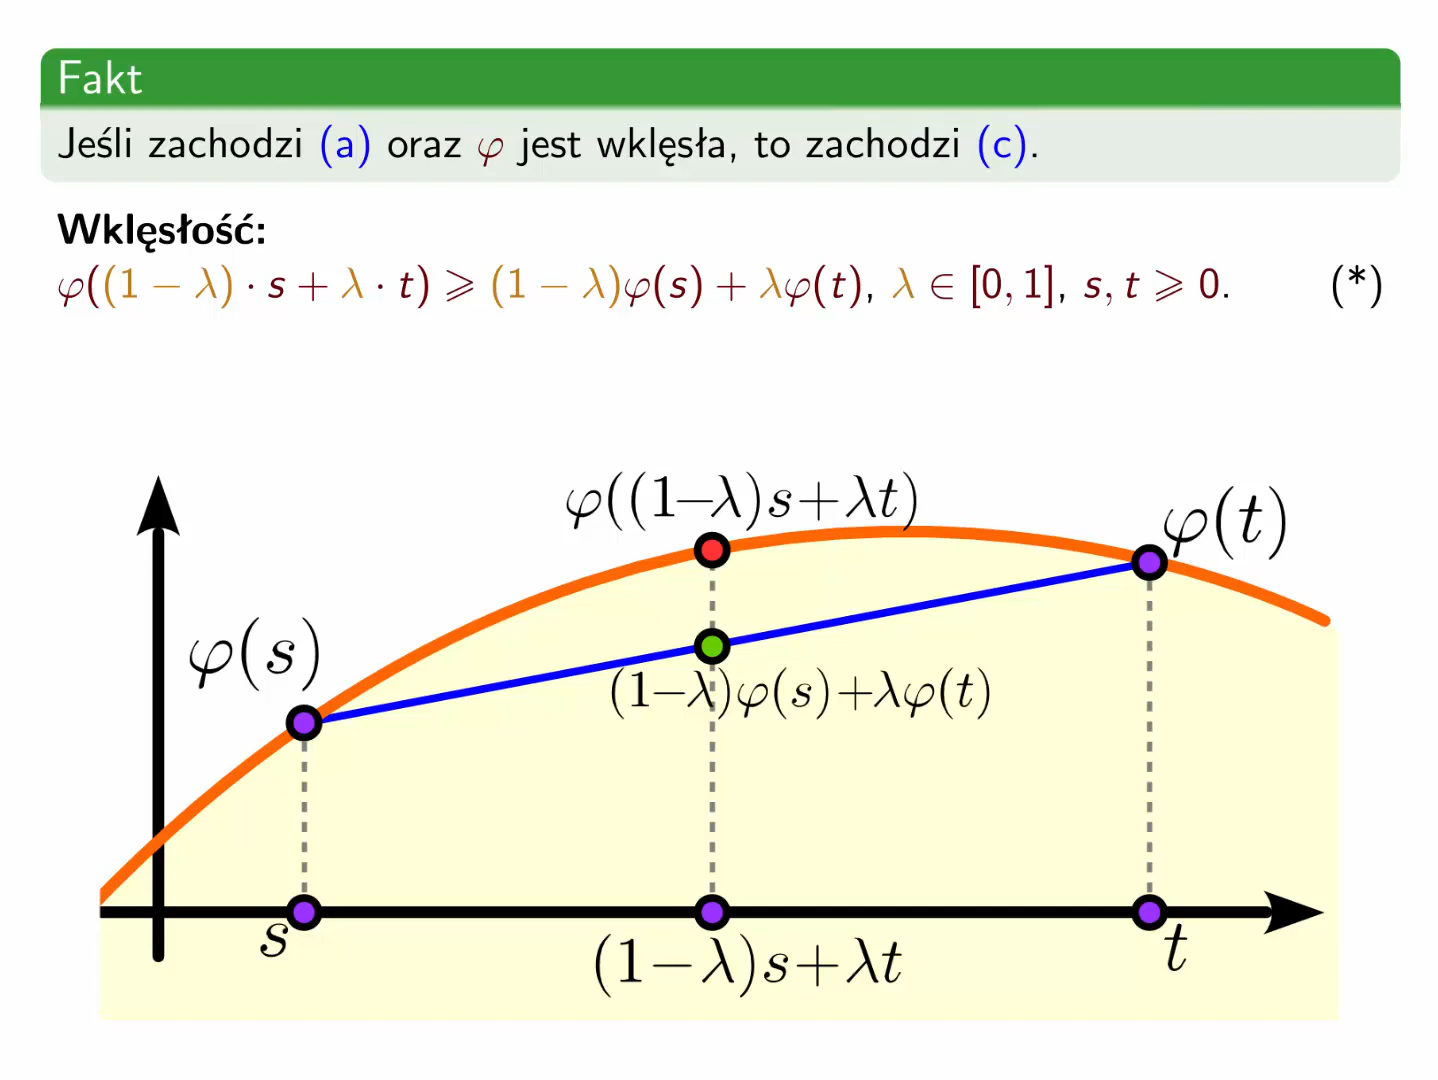 Fakt
Jeśli zachodzi (a) oraz φ jest wklęsła, to zachodzi (c).
Wklęsłość:
φ((1 − λ) · s + λ · t) ⩾ (1 − λ)φ(s) + λφ(t), λ ∈ [0, 1], s, t ⩾ 0. (*)
φ((1−λ)s+λt)
φ(t)
φ(s)
(1−λ)φ(s)+λφ(t)
s
(1−λ)s+λt
t